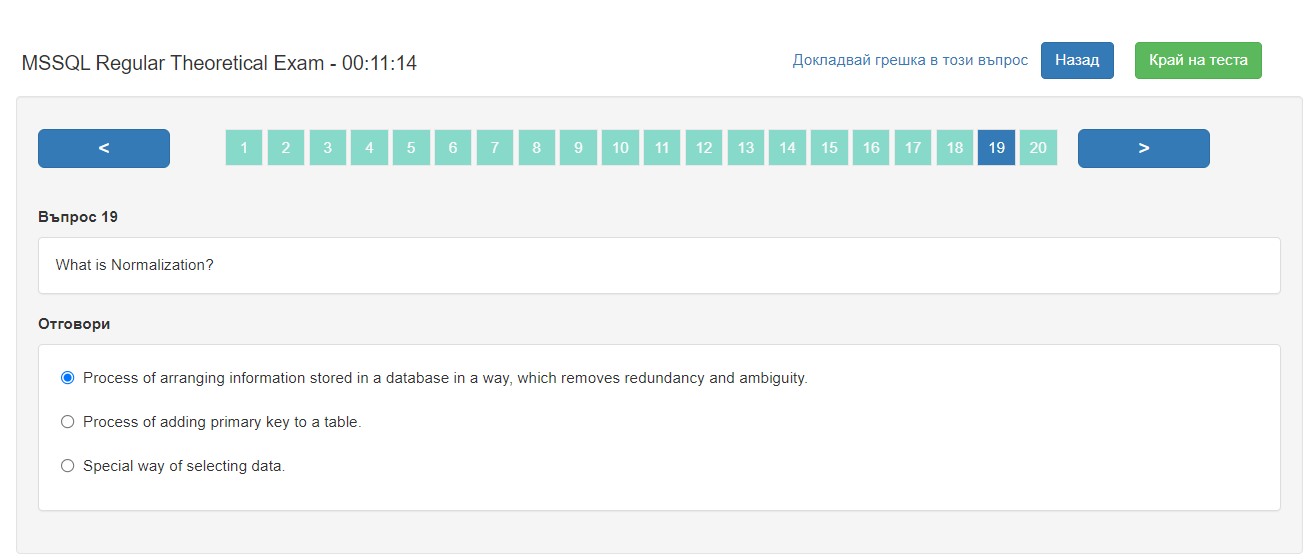 MSSQL Regular Theoretical Exam - 00:11:14
Докладвай грешка в този въпрос
Назад
Край на теста
< 1 2 3 4 5 6 7 8 9 10 11 12 13 14 15 16 17 18 19 20 >
Въпрос 19
What is Normalization?
Отговори
Process of arranging information stored in a database in a way, which removes redundancy and ambiguity.
Process of adding primary key to a table.
Special way of selecting data.